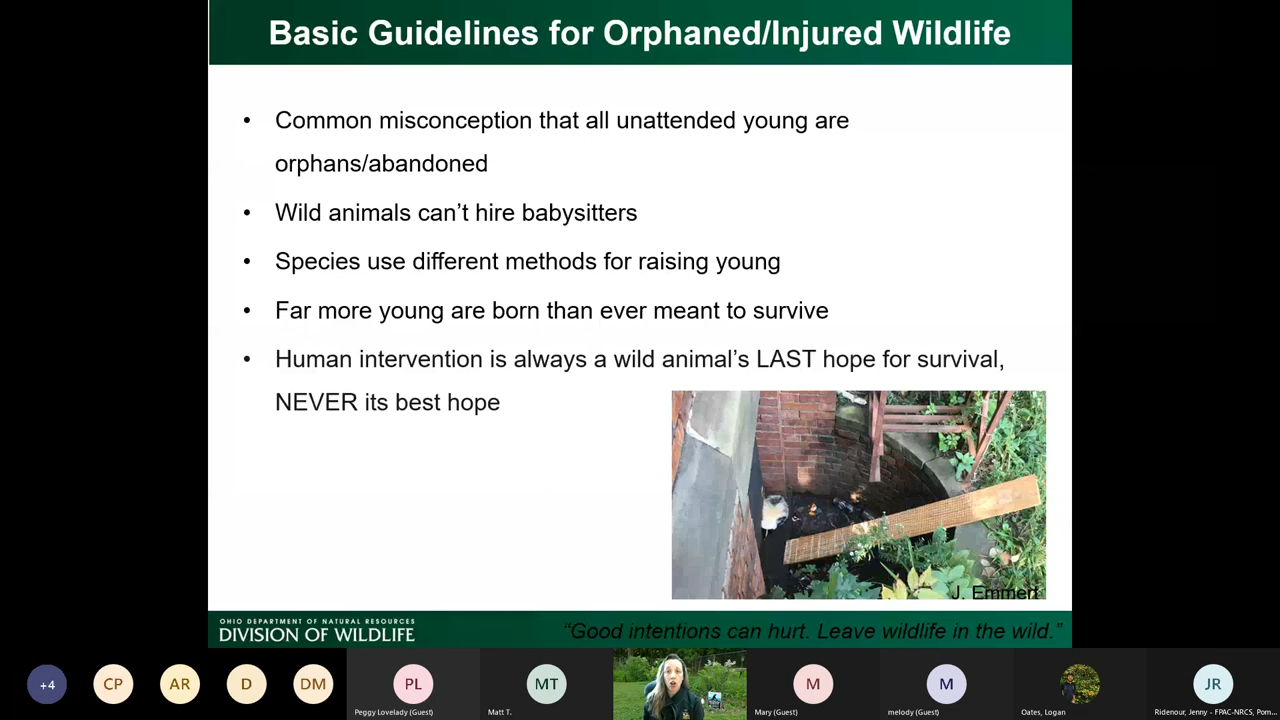 Basic Guidelines for Orphaned/Injured Wildlife
• Common misconception that all unattended young are
orphans/abandoned
• Wild animals can't hire babysitters
• Species use different methods for raising young
• Far more young are born than ever meant to survive
• Human intervention is always a wild animal's LAST hope for survival,
NEVER its best hope
J. Emmert
OHIO DEPARTMENT OF NATURAL RESOURCES
DIVISION OF WILDLIFE
"Good intentions can hurt. Leave wildlife in the wild."
+4
CP
AR
D
DM
PL
Peggy Lovelady (Guest)
MT
Matt T.
M
Mary (Guest)
M
melody (Guest)
Oates, Logan
JR
Ridenour, Jenny - FPAC-NRCS, Pom...